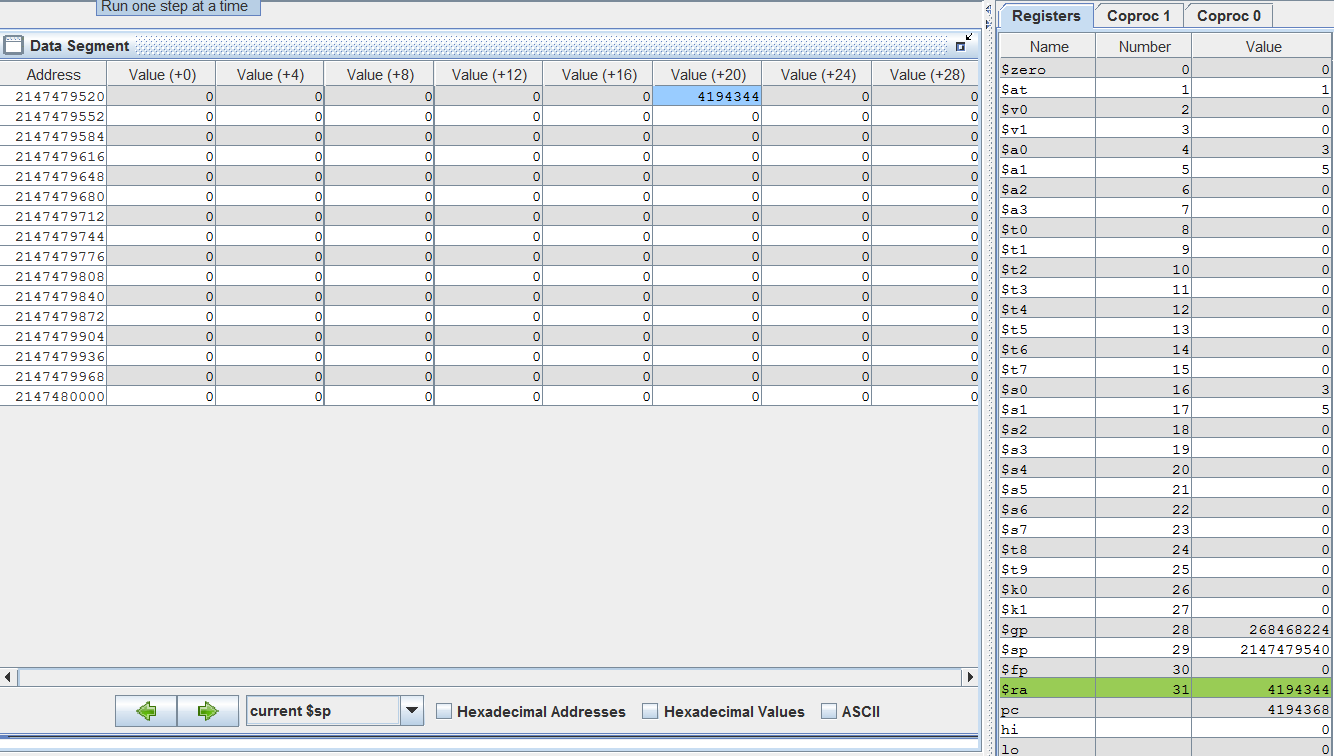 Run one step at a time
Data Segment
Address Value (+0) Value (+4) Value (+8) Value (+12) Value (+16) Value (+20) Value (+24) Value (+28)
2147479520 0 0 0 0 0 4194344 0 0
2147479552 0 0 0 0 0 0 0 0
2147479584 0 0 0 0 0 0 0 0
2147479616 0 0 0 0 0 0 0 0
2147479648 0 0 0 0 0 0 0 0
2147479680 0 0 0 0 0 0 0 0
2147479712 0 0 0 0 0 0 0 0
2147479744 0 0 0 0 0 0 0 0
2147479776 0 0 0 0 0 0 0 0
2147479808 0 0 0 0 0 0 0 0
2147479840 0 0 0 0 0 0 0 0
2147479872 0 0 0 0 0 0 0 0
2147479904 0 0 0 0 0 0 0 0
2147479936 0 0 0 0 0 0 0 0
2147479968 0 0 0 0 0 0 0 0
2147480000 0 0 0 0 0 0 0 0
current $sp Hexadecimal Addresses Hexadecimal Values ASCII
Registers Coproc 1 Coproc 0
Name Number Value
$zero 0 0
$at 1 1
$v0 2 0
$v1 3 0
$a0 4 3
$a1 5 5
$a2 6 0
$a3 7 0
$t0 8 0
$t1 9 0
$t2 10 0
$t3 11 0
$t4 12 0
$t5 13 0
$t6 14 0
$t7 15 0
$s0 16 3
$s1 17 5
$s2 18 0
$s3 19 0
$s4 20 0
$s5 21 0
$s6 22 0
$s7 23 0
$t8 24 0
$t9 25 0
$k0 26 0
$k1 27 0
$gp 28 268468224
$sp 29 2147479540
$fp 30 0
$ra 31 4194344
pc 4194368
hi 0
lo 0